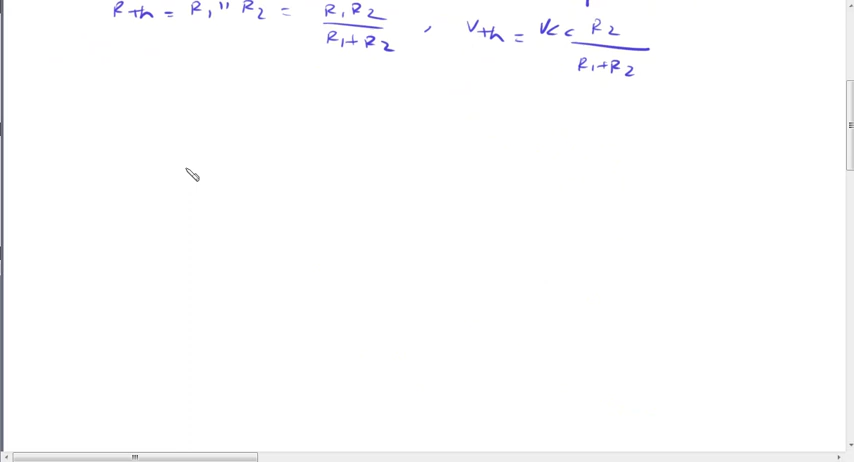 Rth = R1 || R2 = R1R2 / R1+R2 , Vth = Vcc R2 / R1+R2